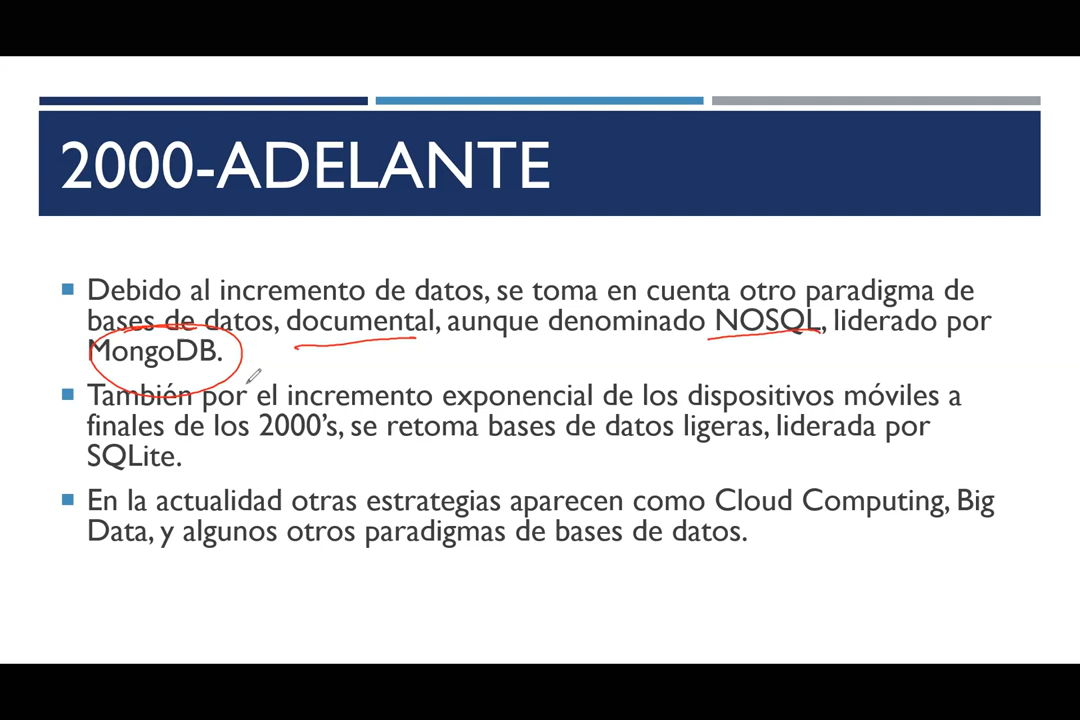 2000-ADELANTE
Debido al incremento de datos, se toma en cuenta otro paradigma de
bases de datos, documental, aunque denominado NOSQL, liderado por
MongoDB.
También por el incremento exponencial de los dispositivos móviles a
finales de los 2000's, se retoma bases de datos ligeras, liderada por
SQLite.
En la actualidad otras estrategias aparecen como Cloud Computing, Big
Data, y algunos otros paradigmas de bases de datos.